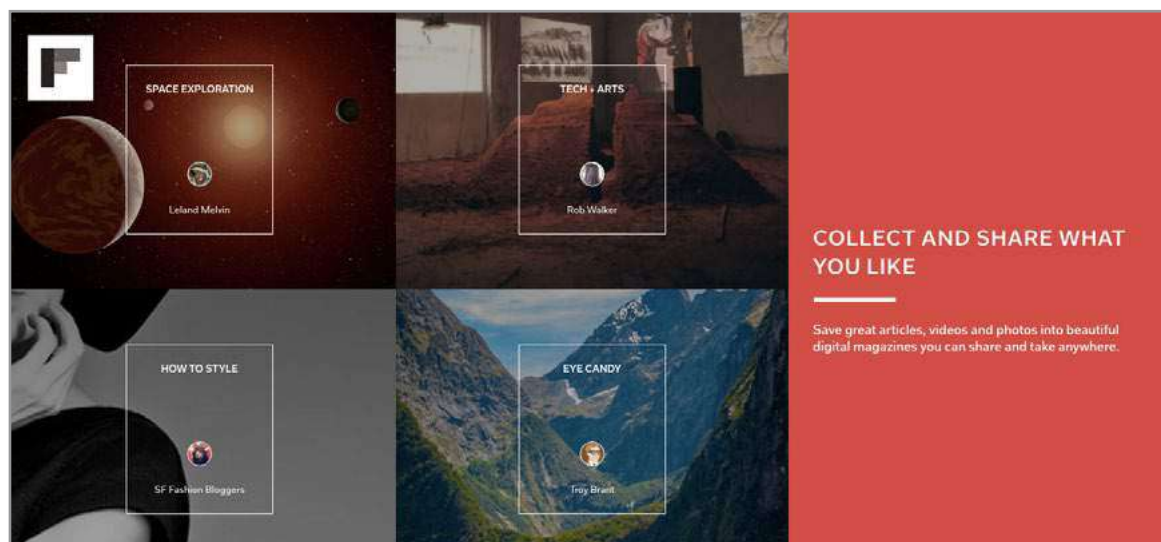 SPACE EXPLORATION
Leland Melvin
TECH + ARTS
Rob Walker
HOW TO STYLE
SF Fashion Bloggers
EYE CANDY
Troy Brant
COLLECT AND SHARE WHAT
YOU LIKE
Save great articles, videos and photos into beautiful
digital magazines you can share and take anywhere.